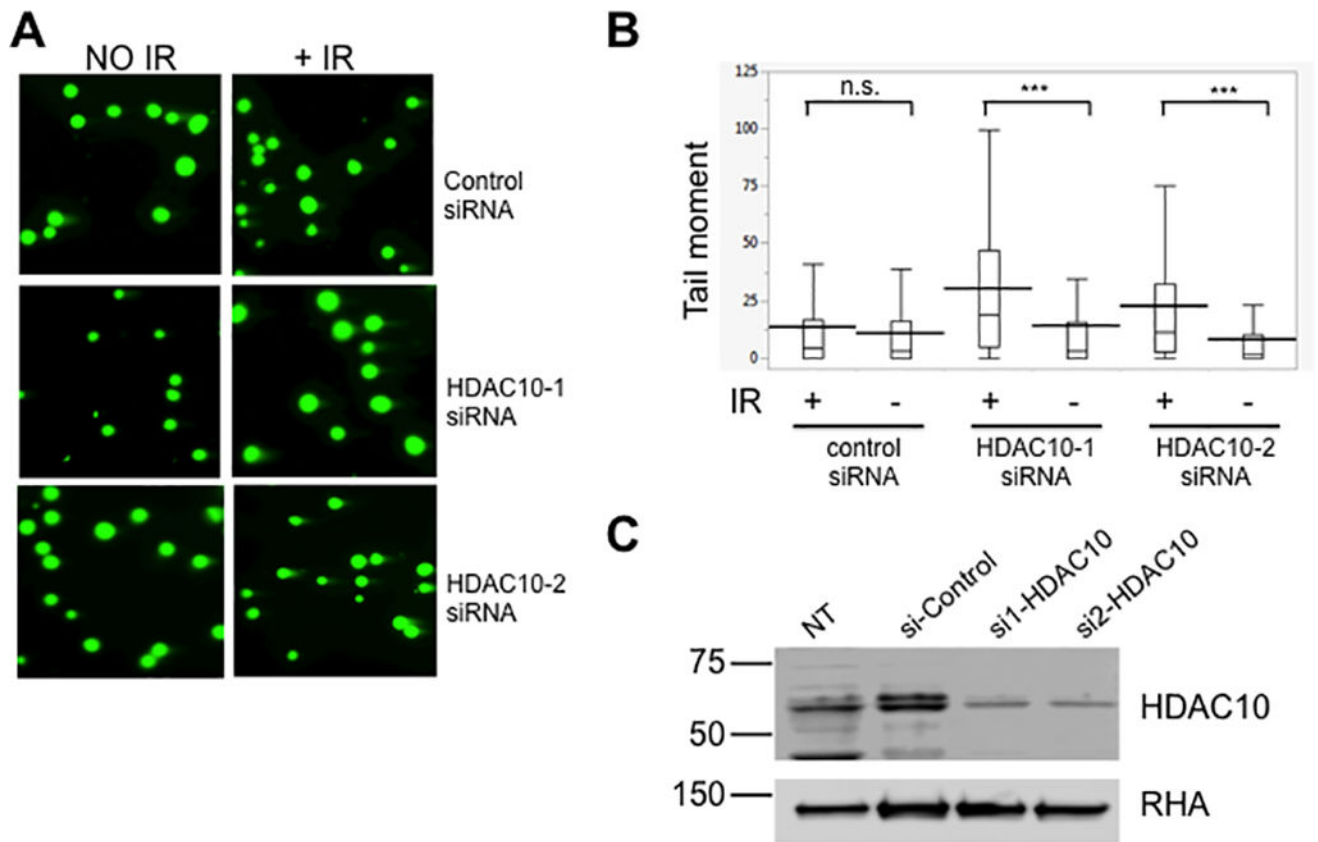 A
NO IR
+ IR
Control
siRNA
HDAC10-1
siRNA
HDAC10-2
siRNA
B
125
100
75
50
25
0
Tail moment
n.s.
***
***
IR + - + - + -
control
siRNA
HDAC10-1
siRNA
HDAC10-2
siRNA
C
NT
si-Control
si1-HDAC10
si2-HDAC10
75
50
HDAC10
150
RHA